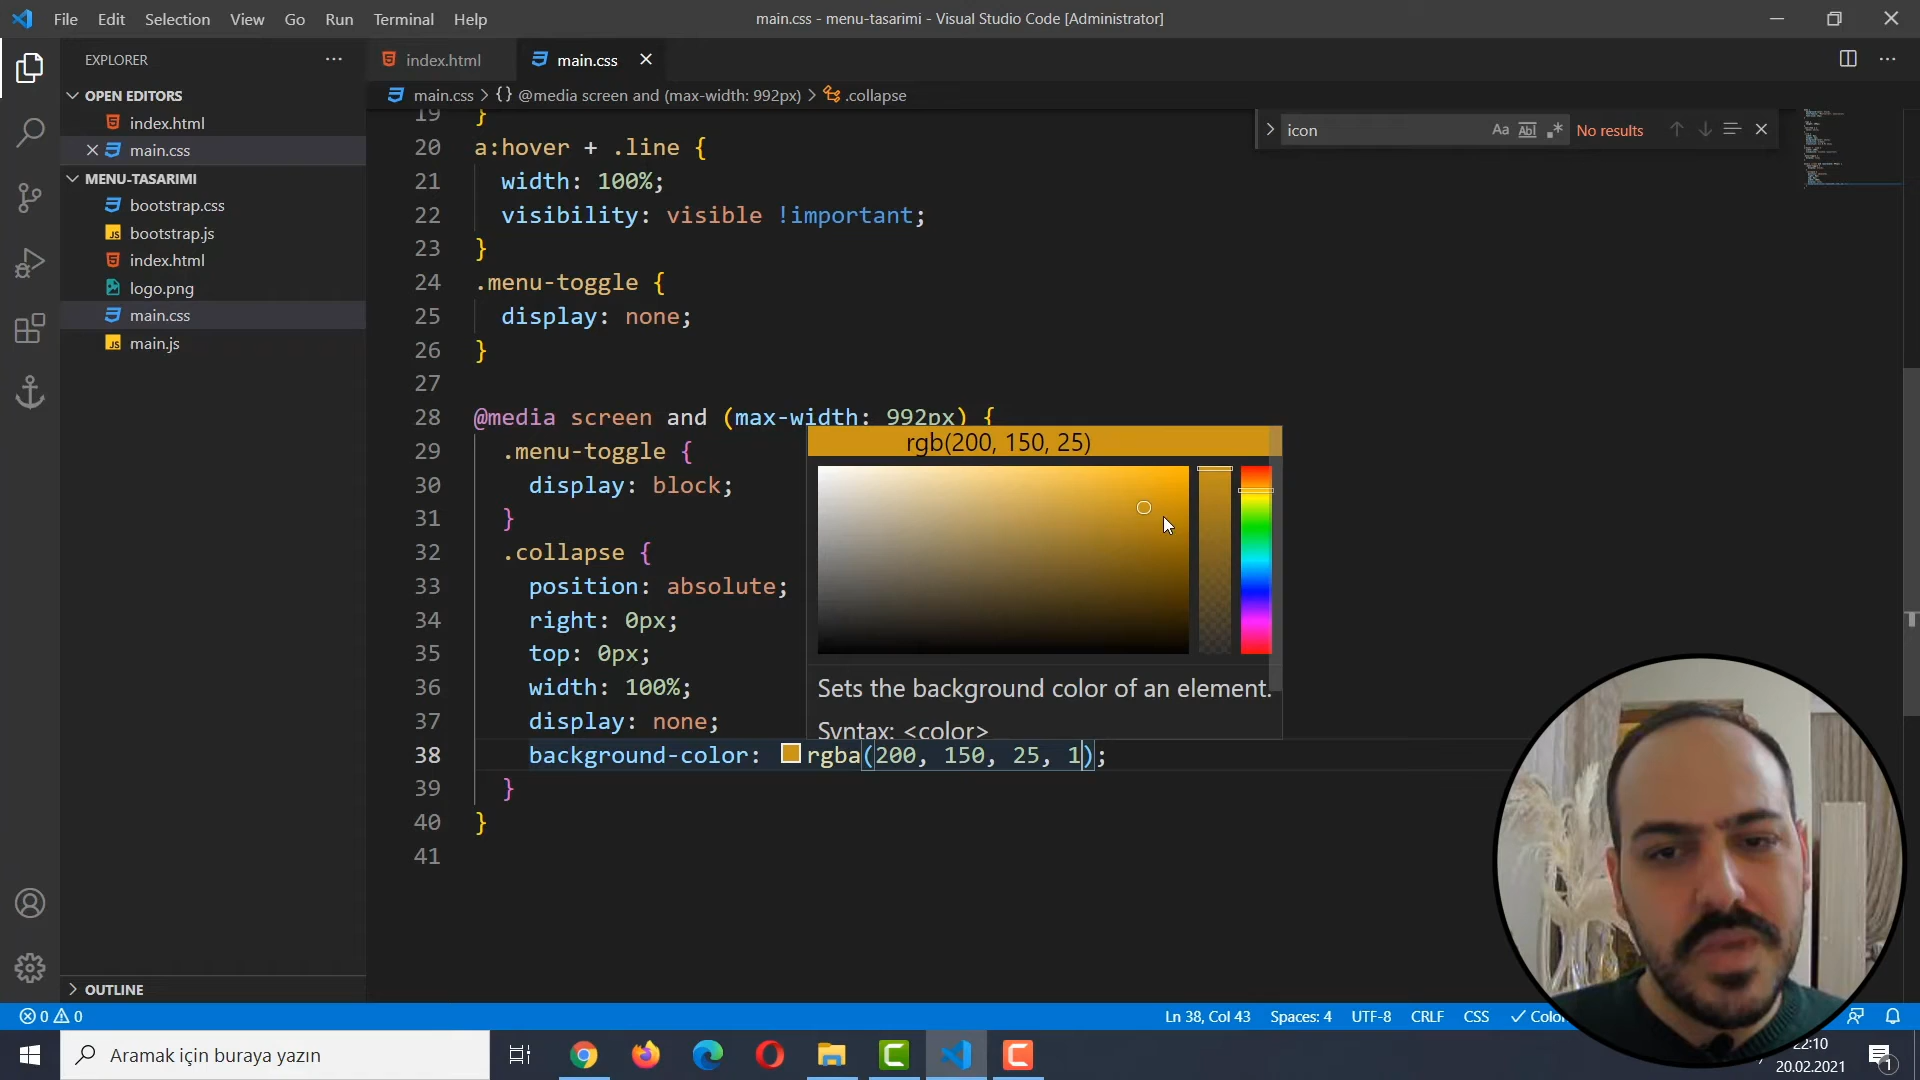 File Edit Selection View Go Run Terminal Help
main.css - menu-tasarimi - Visual Studio Code [Administrator]
EXPLORER
index.html
main.css
OPEN EDITORS
main.css > {} @media screen and (max-width: 992px) > .collapse
index.html
main.css
MENU-TASARIMI
bootstrap.css
bootstrap.js
index.html
logo.png
main.css
main.js
OUTLINE
icon
Aa Abl .* No results
19 }
20 a:hover + .line {
21 width: 100%;
22 visibility: visible !important;
23 }
24 .menu-toggle {
25 display: none;
26 }
27
28 @media screen and (max-width: 992px) {
29 .menu-toggle {
30 display: block;
31 }
32 .collapse {
33 position: absolute;
34 right: 0px;
35 top: 0px;
36 width: 100%;
37 display: none;
38 background-color: rgba(200, 150, 25, 1);
39 }
40 }
41
rgb(200, 150, 25)
Sets the background color of an element.
Syntax: <color>
0 0
Ln 38, Col 43 Spaces: 4 UTF-8 CRLF CSS
Aramak için buraya yazın
22:10
20.02.2021
1